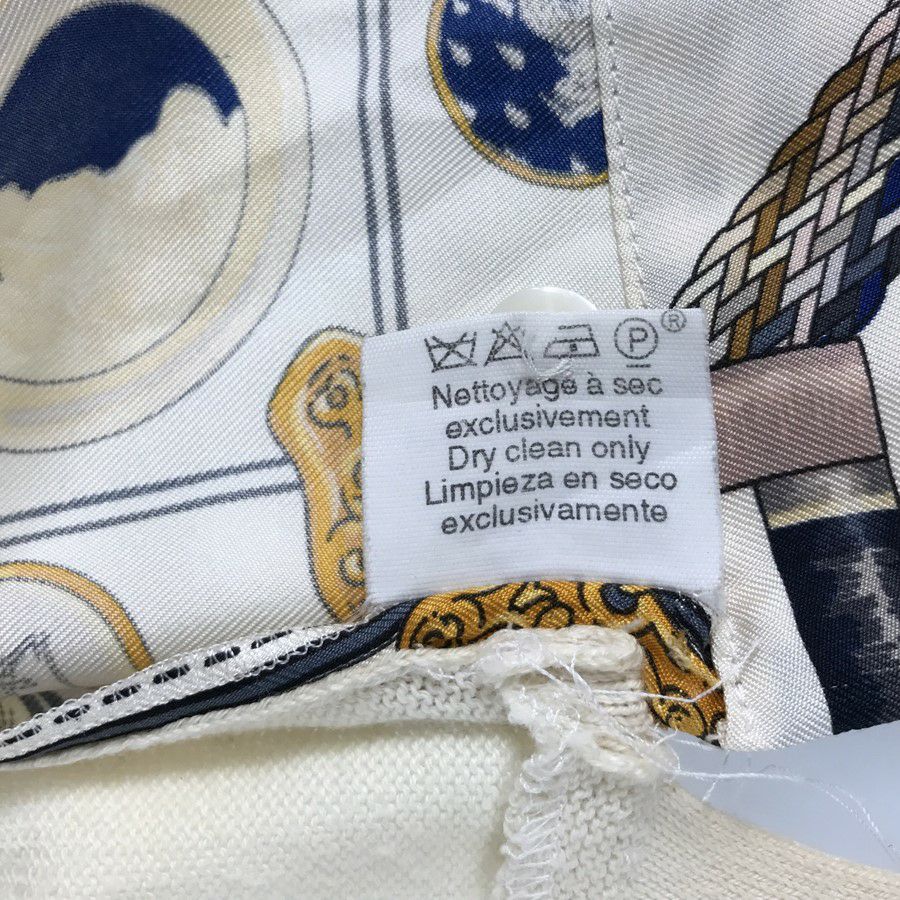 P ®
Nettoyage à sec
exclusivement
Dry clean only
Limpieza en seco
exclusivamente